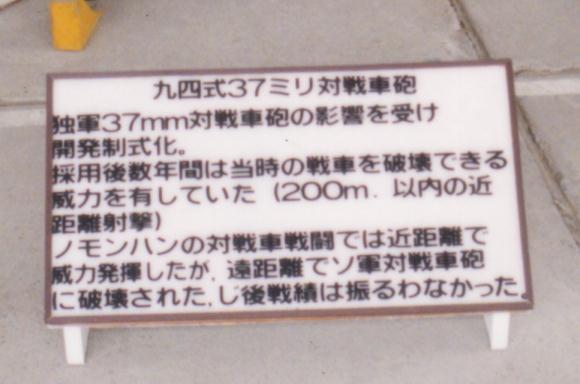 九四式37ミリ対戦車砲
独軍37mm対戦車砲の影響を受け
開発制式化。
採用後数年間は当時の戦車を破壊できる
威力を有していた（200m．以内の近
距離射撃）
ノモンハンの対戦車戦闘では近距離で
威力発揮したが，遠距離でソ軍対戦車砲
に破壊された，じ後戦績は振るわなかった。